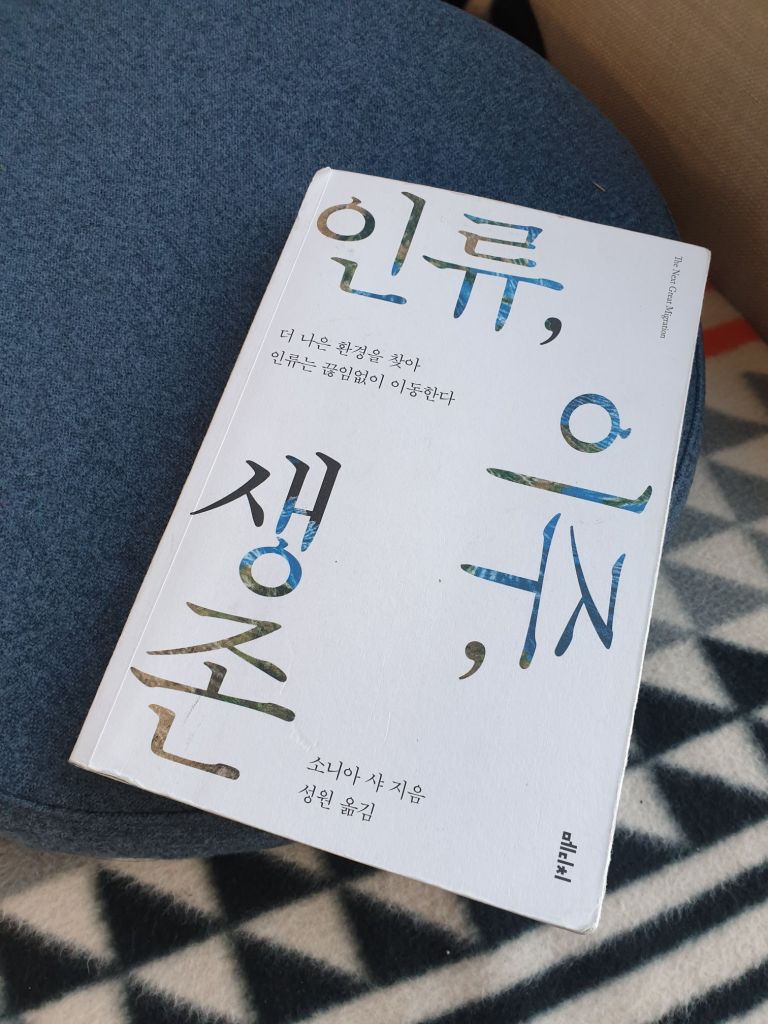 인류,
The Next Great Migration
더 나은 환경을 찾아
인류는 끊임없이 이동한다
이주,
생존
소니아 샤 지음
성원 옮김
메디치